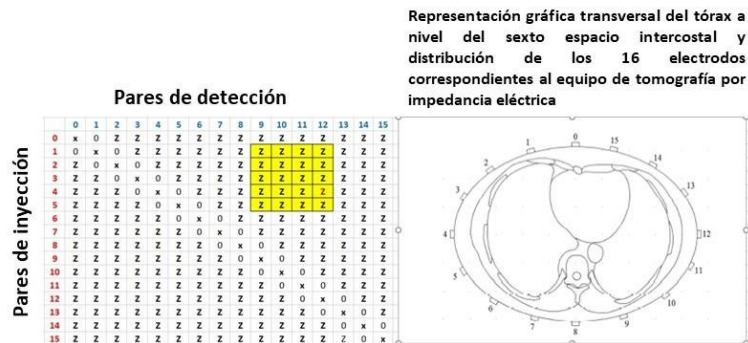 Representación gráfica transversal del tórax a
nivel del sexto espacio intercostal y
distribución de los 16 electrodos
correspondientes al equipo de tomografía por
impedancia eléctrica
Pares de detección
Pares de inyección
0 1 2 3 4 5 6 7 8 9 10 11 12 13 14 15
0 x 0 Z Z Z Z Z Z Z Z Z Z Z Z Z Z
1 0 x 0 Z Z Z Z Z Z Z Z Z Z Z Z Z
2 Z 0 x 0 Z Z Z Z Z Z Z Z Z Z Z Z
3 Z Z 0 x 0 Z Z Z Z Z Z Z Z Z Z Z
4 Z Z Z 0 x 0 Z Z Z Z Z Z Z Z Z Z
5 Z Z Z Z 0 x 0 Z Z Z Z Z Z Z Z Z
6 Z Z Z Z Z 0 x 0 Z Z Z Z Z Z Z Z
7 Z Z Z Z Z Z 0 x 0 Z Z Z Z Z Z Z
8 Z Z Z Z Z Z Z 0 x 0 Z Z Z Z Z Z
9 Z Z Z Z Z Z Z Z 0 x 0 Z Z Z Z Z
10 Z Z Z Z Z Z Z Z Z 0 x 0 Z Z Z Z
11 Z Z Z Z Z Z Z Z Z Z 0 x 0 Z Z Z
12 Z Z Z Z Z Z Z Z Z Z Z 0 x 0 Z Z
13 Z Z Z Z Z Z Z Z Z Z Z Z 0 x 0 Z
14 Z Z Z Z Z Z Z Z Z Z Z Z Z 0 x 0
15 Z Z Z Z Z Z Z Z Z Z Z Z Z Z 0 x
0
1
15
2
14
3
13
4
12
5
11
6
10
7
9
8